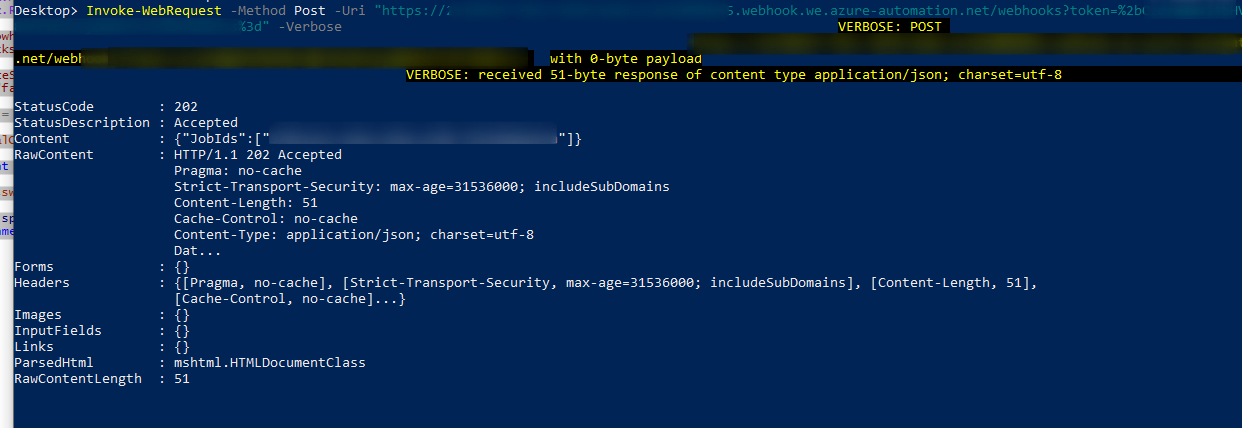 Desktop> Invoke-WebRequest -Method Post -Uri "https://2 5.webhook.we.azure-automation.net/webhooks?token=%2b
%3d" -Verbose
VERBOSE: POST
.net/webh with 0-byte payload
VERBOSE: received 51-byte response of content type application/json; charset=utf-8
StatusCode : 202
StatusDescription : Accepted
Content : {"JobIds":[" "]}
RawContent : HTTP/1.1 202 Accepted
Pragma: no-cache
Strict-Transport-Security: max-age=31536000; includeSubDomains
Content-Length: 51
Cache-Control: no-cache
Content-Type: application/json; charset=utf-8
Dat...
Forms : {}
Headers : {[Pragma, no-cache], [Strict-Transport-Security, max-age=31536000; includeSubDomains], [Content-Length, 51],
[Cache-Control, no-cache]...}
Images : {}
InputFields : {}
Links : {}
ParsedHtml : mshtml.HTMLDocumentClass
RawContentLength : 51